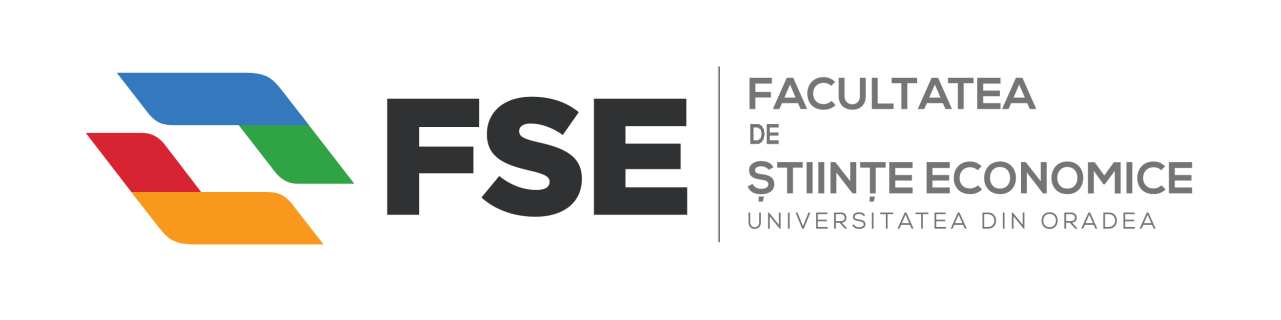 FSE
FACULTATEA
DE
ȘTIINȚE ECONOMICE
UNIVERSITATEA DIN ORADEA